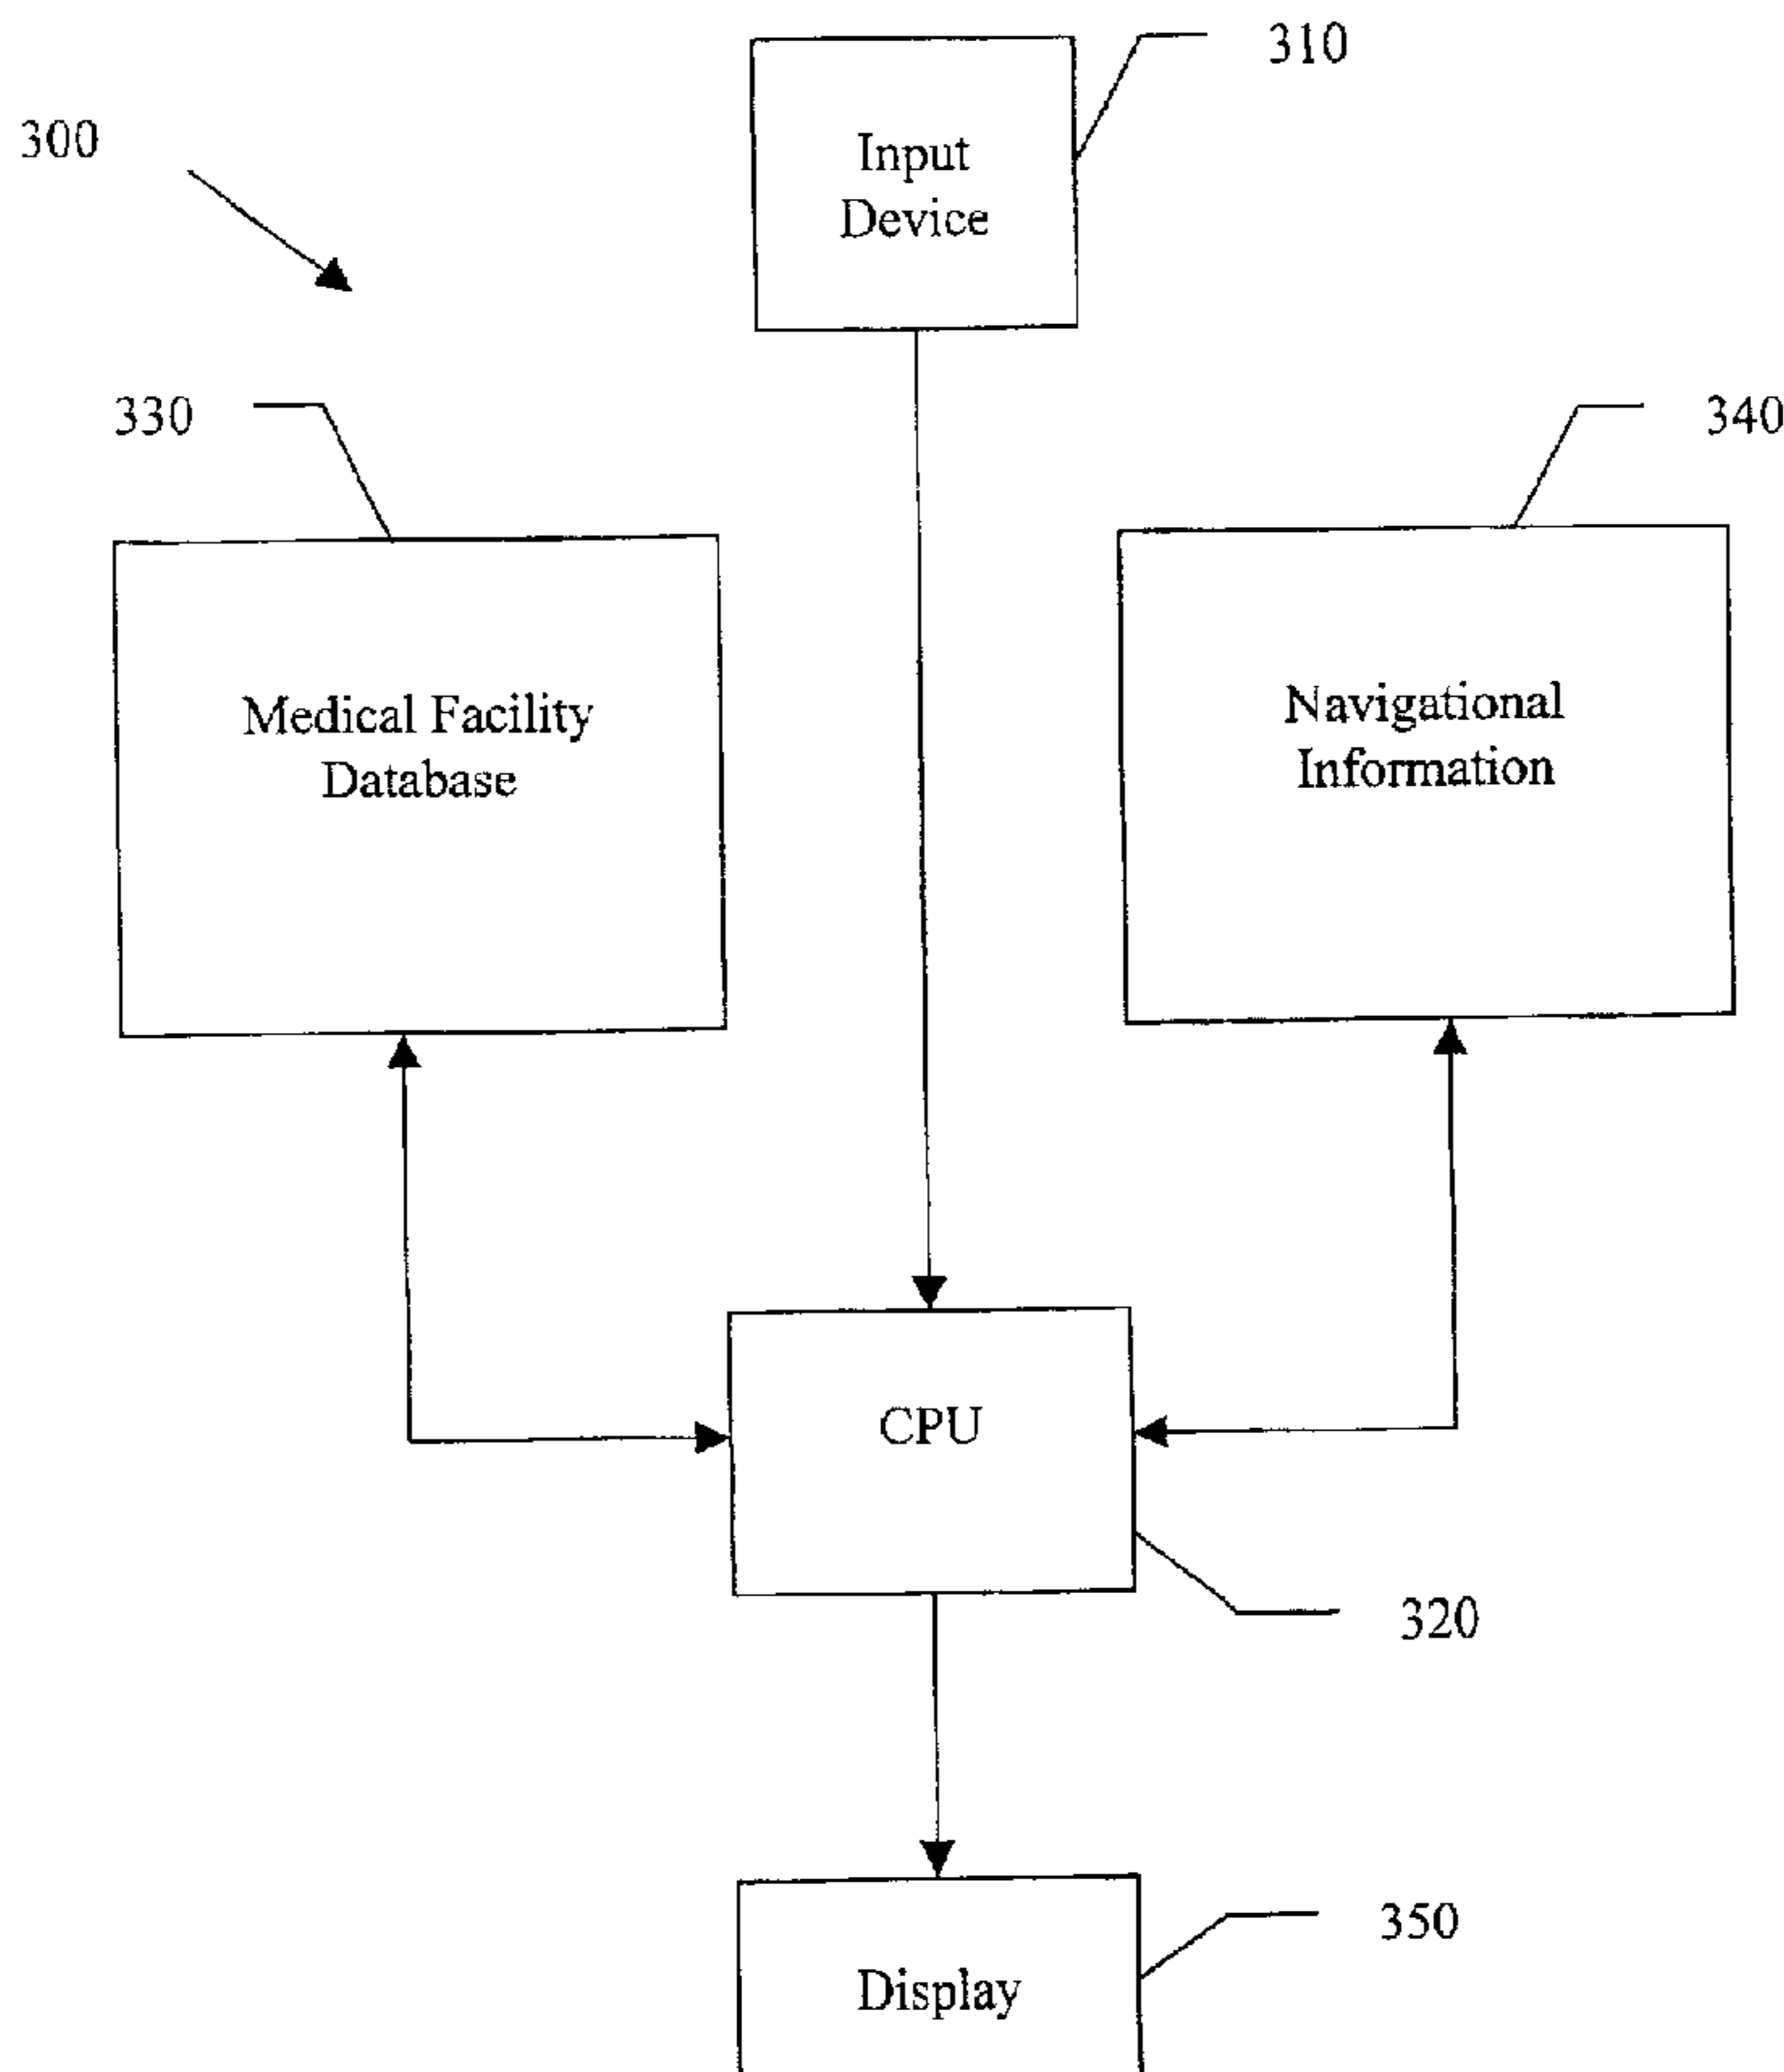 310
300
Input
Device
330
340
Medical Facility
Database
Navigational
Information
CPU
320
350
Display